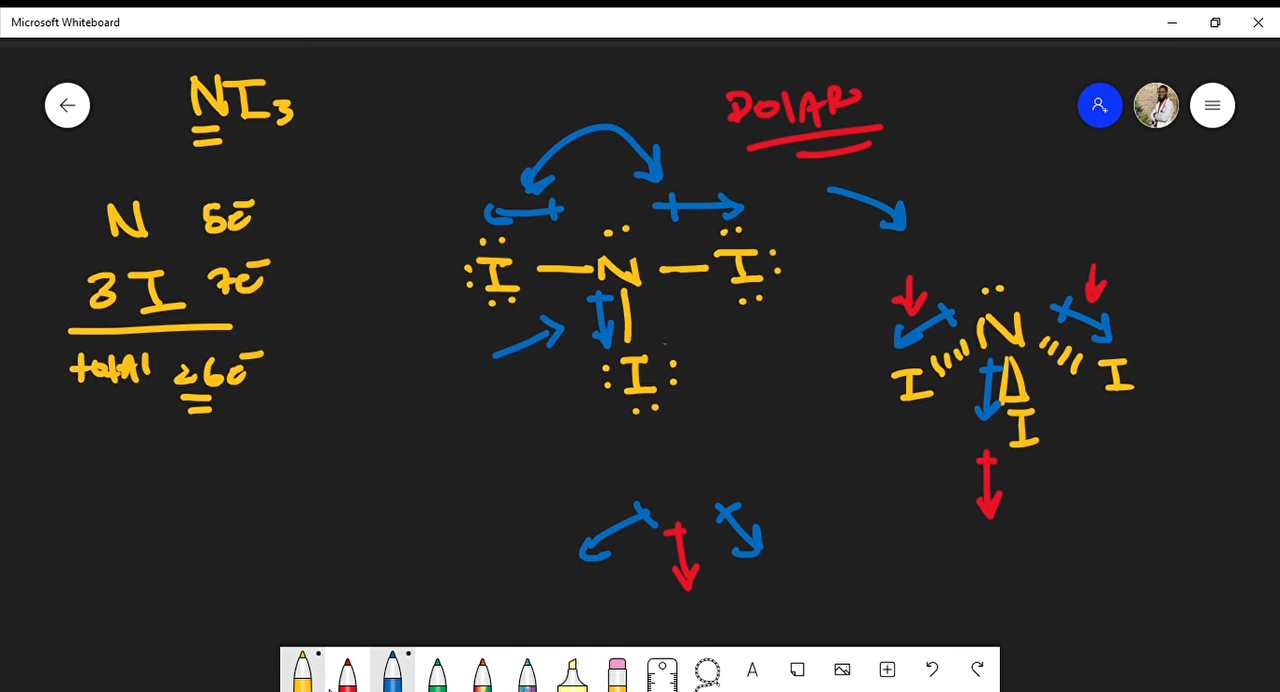 Microsoft Whiteboard
NI3
POLAR
N 5e-
3 I 7e-
total 26e-
:I — N — I:
:I:
N
I I
I
A